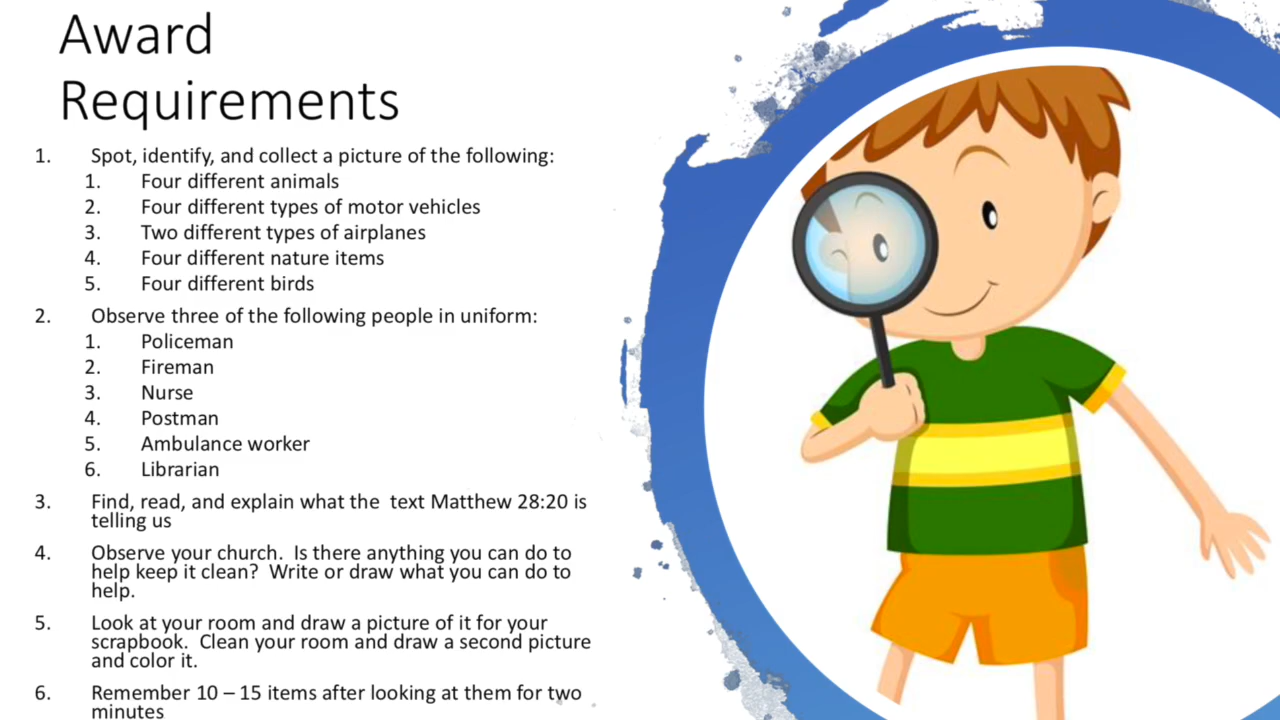 Award
Requirements
1. Spot, identify, and collect a picture of the following:
1. Four different animals
2. Four different types of motor vehicles
3. Two different types of airplanes
4. Four different nature items
5. Four different birds
2. Observe three of the following people in uniform:
1. Policeman
2. Fireman
3. Nurse
4. Postman
5. Ambulance worker
6. Librarian
3. Find, read, and explain what the  text Matthew 28:20 is
telling us
4. Observe your church.  Is there anything you can do to
help keep it clean?  Write or draw what you can do to
help.
5. Look at your room and draw a picture of it for your
scrapbook.  Clean your room and draw a second picture
and color it.
6. Remember 10 – 15 items after looking at them for two
minutes